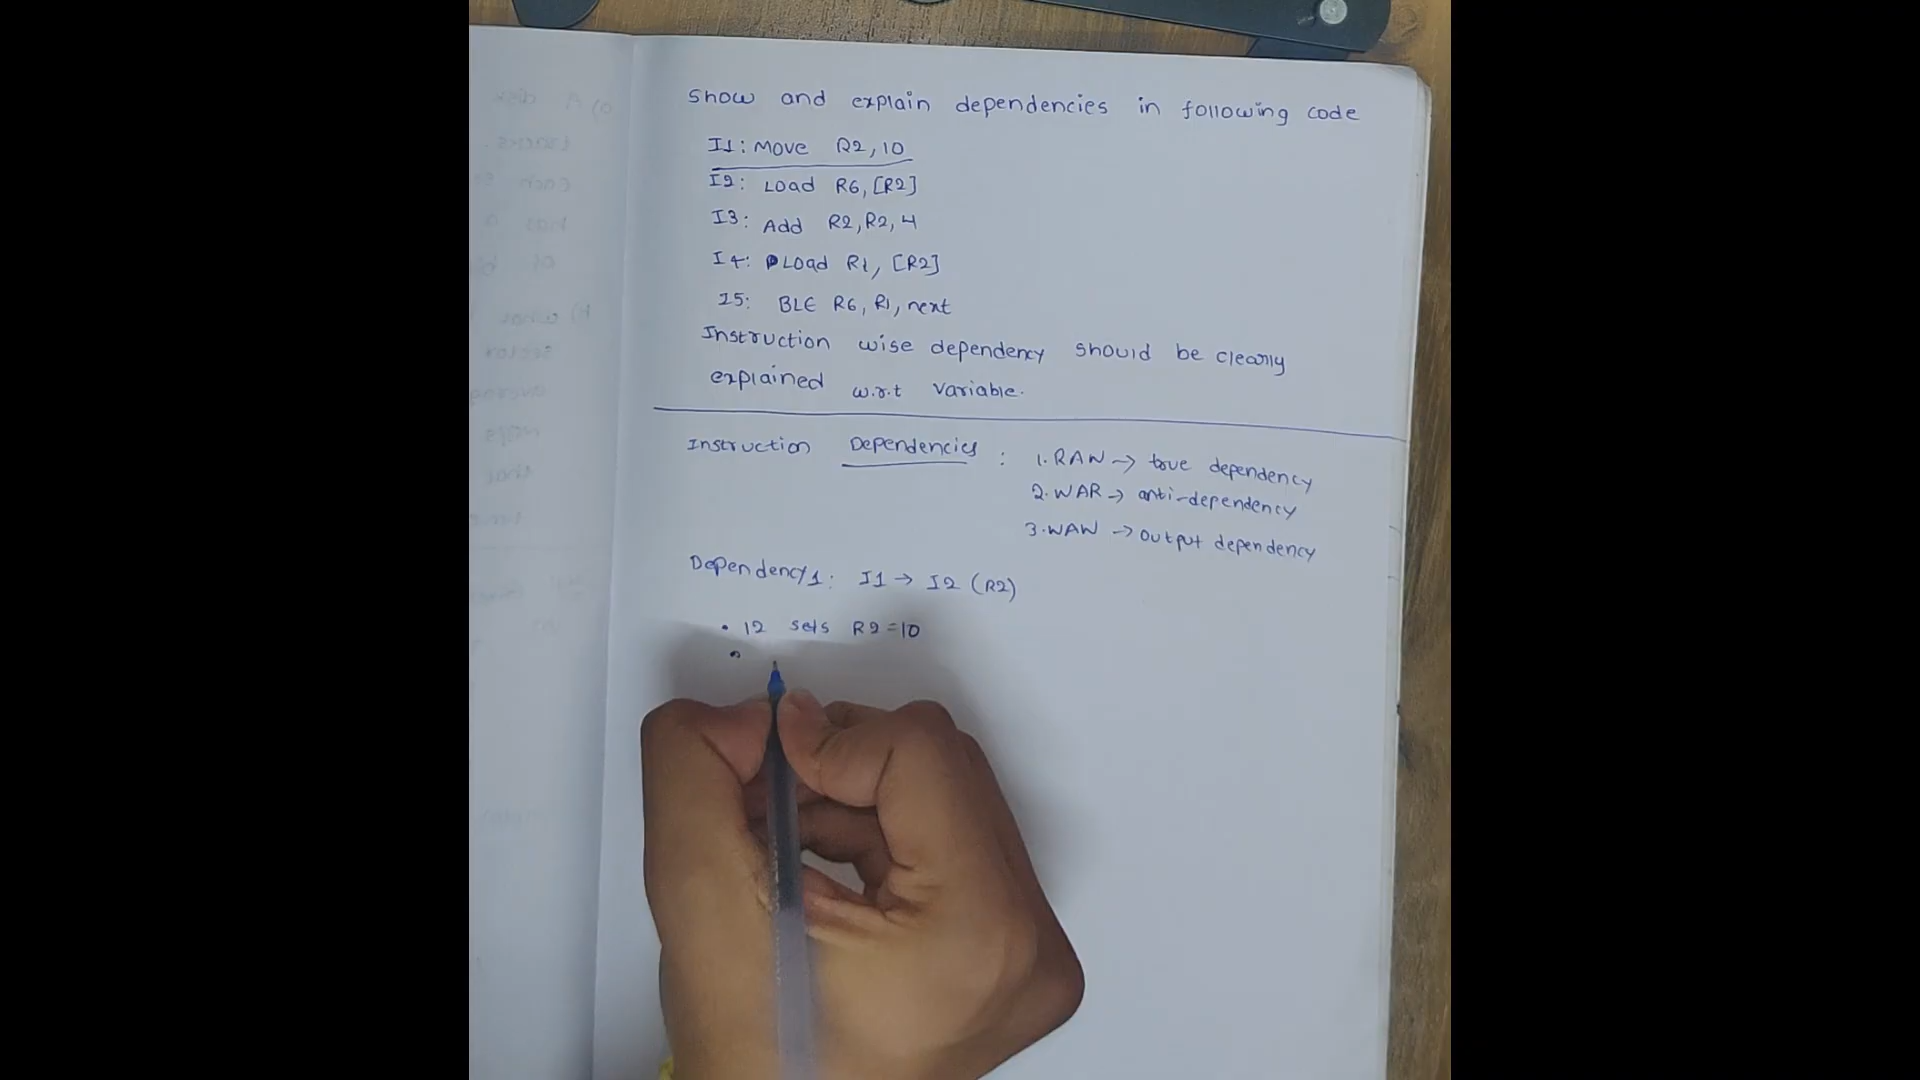 Show and explain dependencies in following code
I1: Move R2, 10
I2: Load R6, [R2]
I3: Add R2, R2, 4
I4: Load R1, [R2]
I5: BLE R6, R1, next
Instruction wise dependency should be clearly
explained w.r.t variable.
Instruction Dependencies : 1. RAW → true dependency
2. WAR → anti-dependency
3. WAW → output dependency
Dependency 1: I1 → I2 (R2)
• I2 sets R2 = 10
•